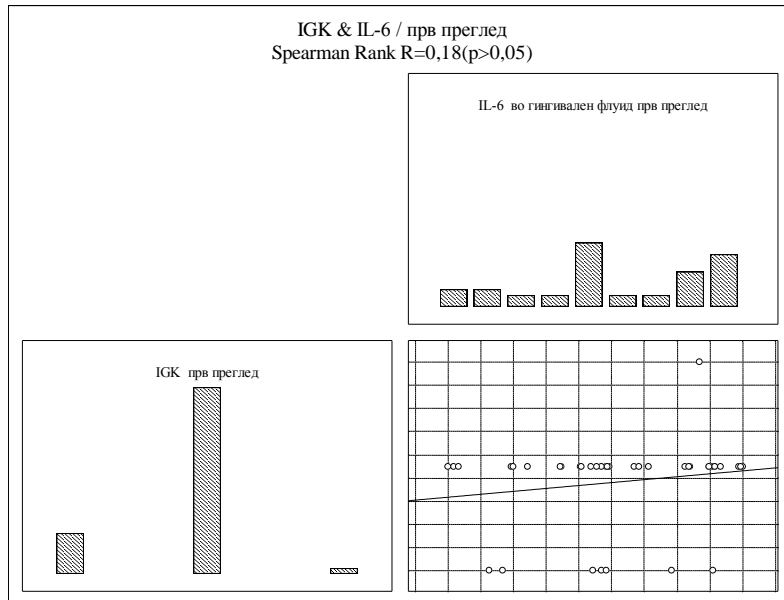 IGK & IL-6 / прв преглед
Spearman Rank R=0,18(p>0,05)
IL-6 во гингивален флуид прв преглед
IGK прв преглед